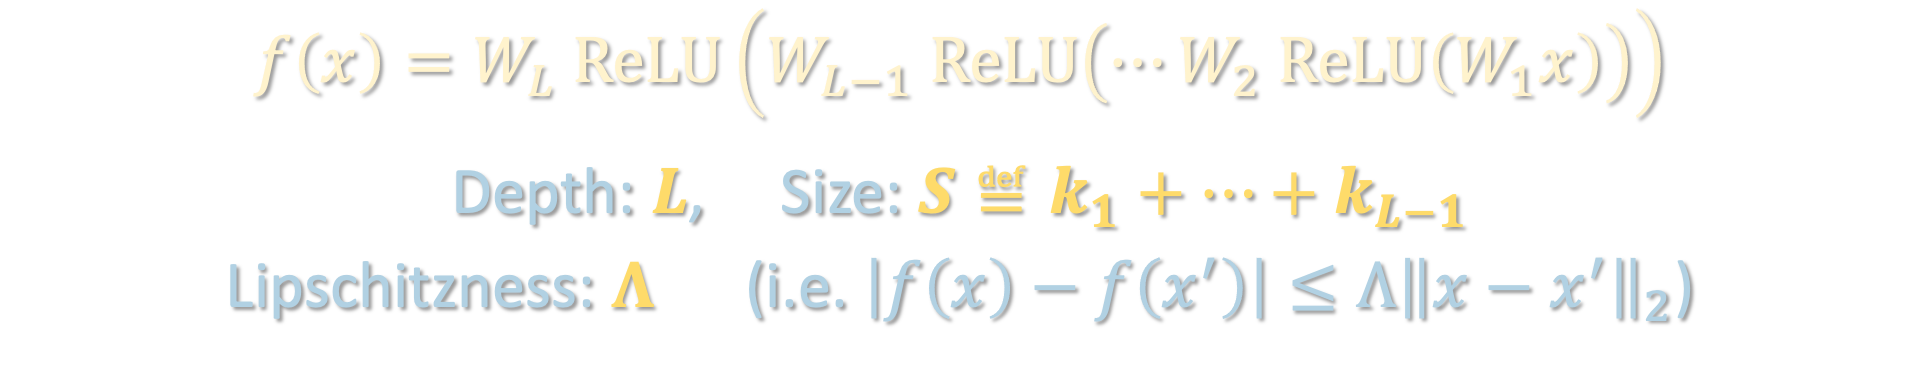 f(x) = W_L ReLU(W_{L−1} ReLU(⋯ W_2 ReLU(W_1 x)))
Depth: L, Size: S ≝ k_1 + ⋯ + k_{L−1}
Lipschitzness: Λ (i.e. |f(x) − f(x′)| ≤ Λ‖x − x′‖_2)